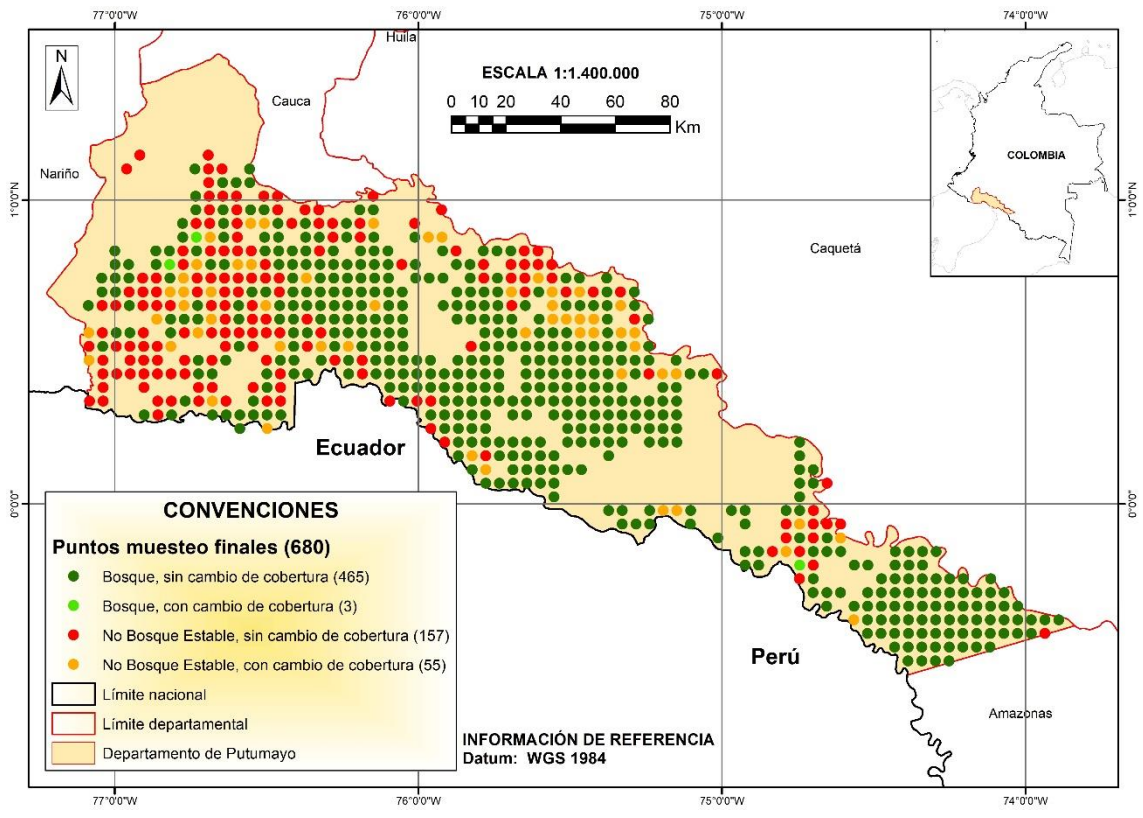 77°0'0"W 76°0'0"W 75°0'0"W 74°0'0"W
Huila
N
ESCALA 1:1.400.000
0 10 20 40 60 80
Km
Cauca
COLOMBIA
Nariño
1°0'0"N
1°0'0"N
Caquetá
Ecuador
0°0'0"
0°0'0"
CONVENCIONES
Puntos muesteo finales (680)
Bosque, sin cambio de cobertura (465)
Bosque, con cambio de cobertura (3)
No Bosque Estable, sin cambio de cobertura (157)
No Bosque Estable, con cambio de cobertura (55)
Límite nacional
Límite departamental
Departamento de Putumayo
Perú
Amazonas
INFORMACIÓN DE REFERENCIA
Datum: WGS 1984
77°0'0"W 76°0'0"W 75°0'0"W 74°0'0"W